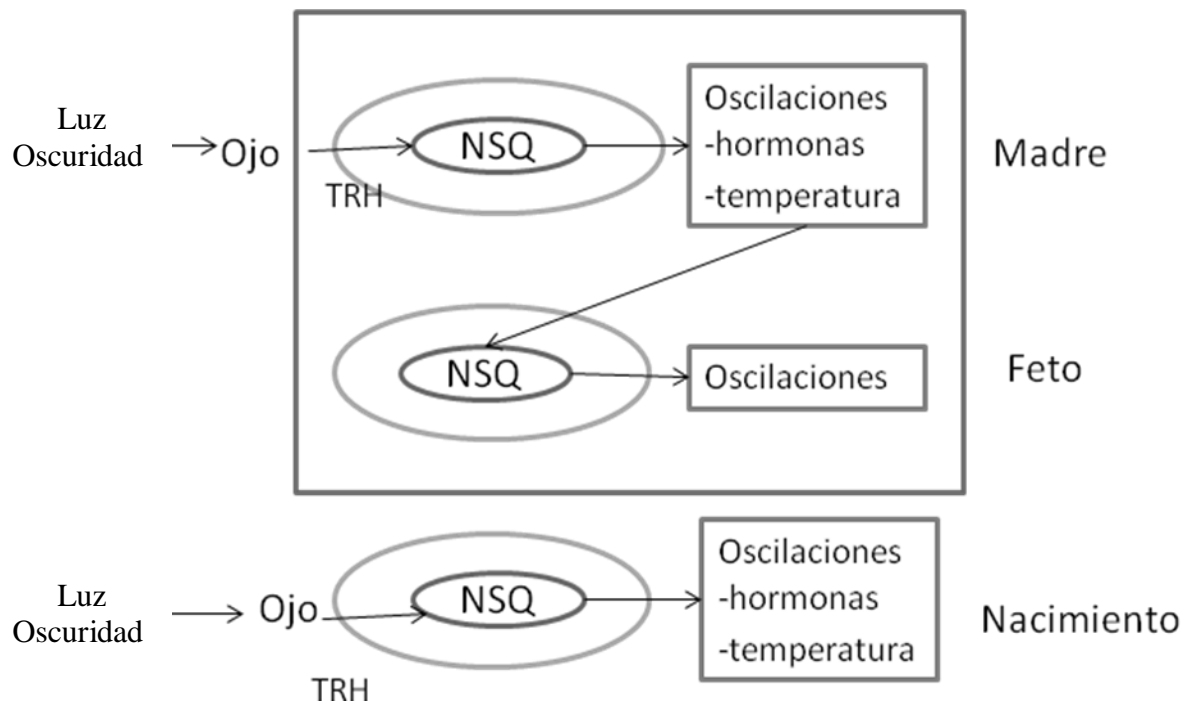 Luz
Oscuridad
Ojo
TRH
NSQ
Oscilaciones
-hormonas
-temperatura
Madre
NSQ
Oscilaciones
Feto
Luz
Oscuridad
Ojo
TRH
NSQ
Oscilaciones
-hormonas
-temperatura
Nacimiento